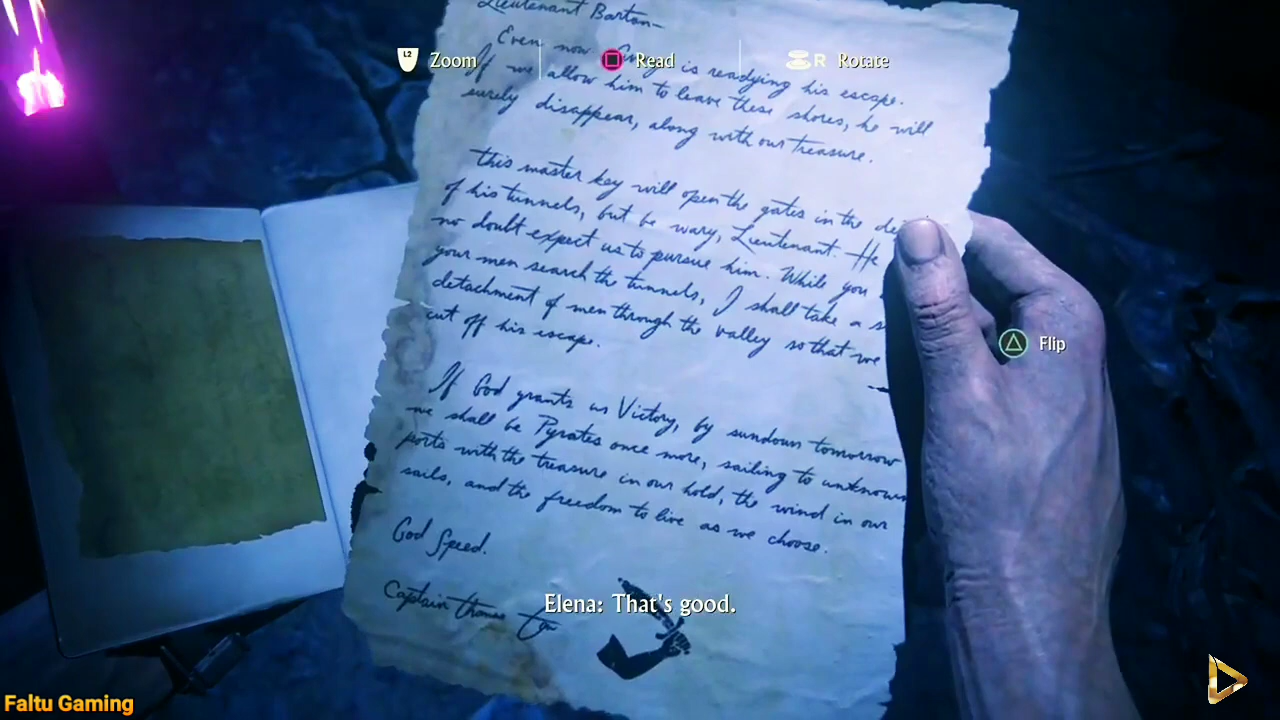 Lieutenant Barton—
L2 Zoom
Read
R Rotate
Even now Avery is readying his escape.
If we allow him to leave these shores, he will
surely disappear, along with our treasure.
this master key will open the gates in the
of his tunnels, but be wary, Lieutenant. He
no doubt expect us to pursue him. While you
your men search the tunnels, I shall take a s
detachment of men through the valley so that we
cut off his escape.
Flip
If God grants us Victory, by sundown tomorrow
we shall be Pyrates once more, sailing to unknown
ports with the treasure in our hold, the wind in our
sails, and the freedom to live as we choose.
God Speed.
Captain Thomas Tew
Elena: That's good.
Faltu Gaming